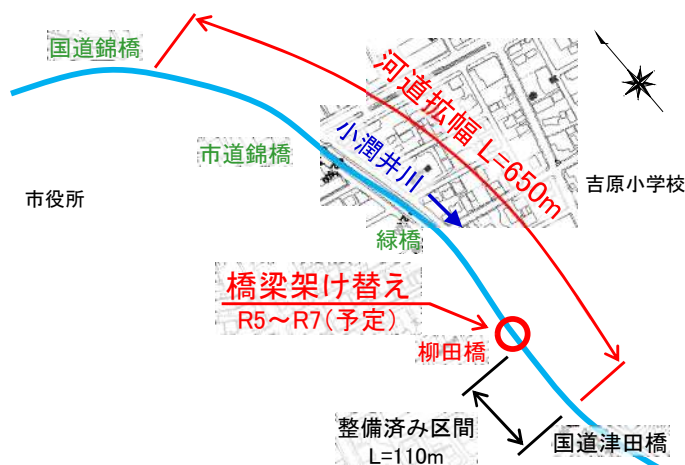 国道錦橋
河道拡幅 L=650m
市道錦橋
小潤井川
吉原小学校
市役所
緑橋
橋梁架け替え
R5～R7(予定)
柳田橋
整備済み区間
L=110m
国道津田橋